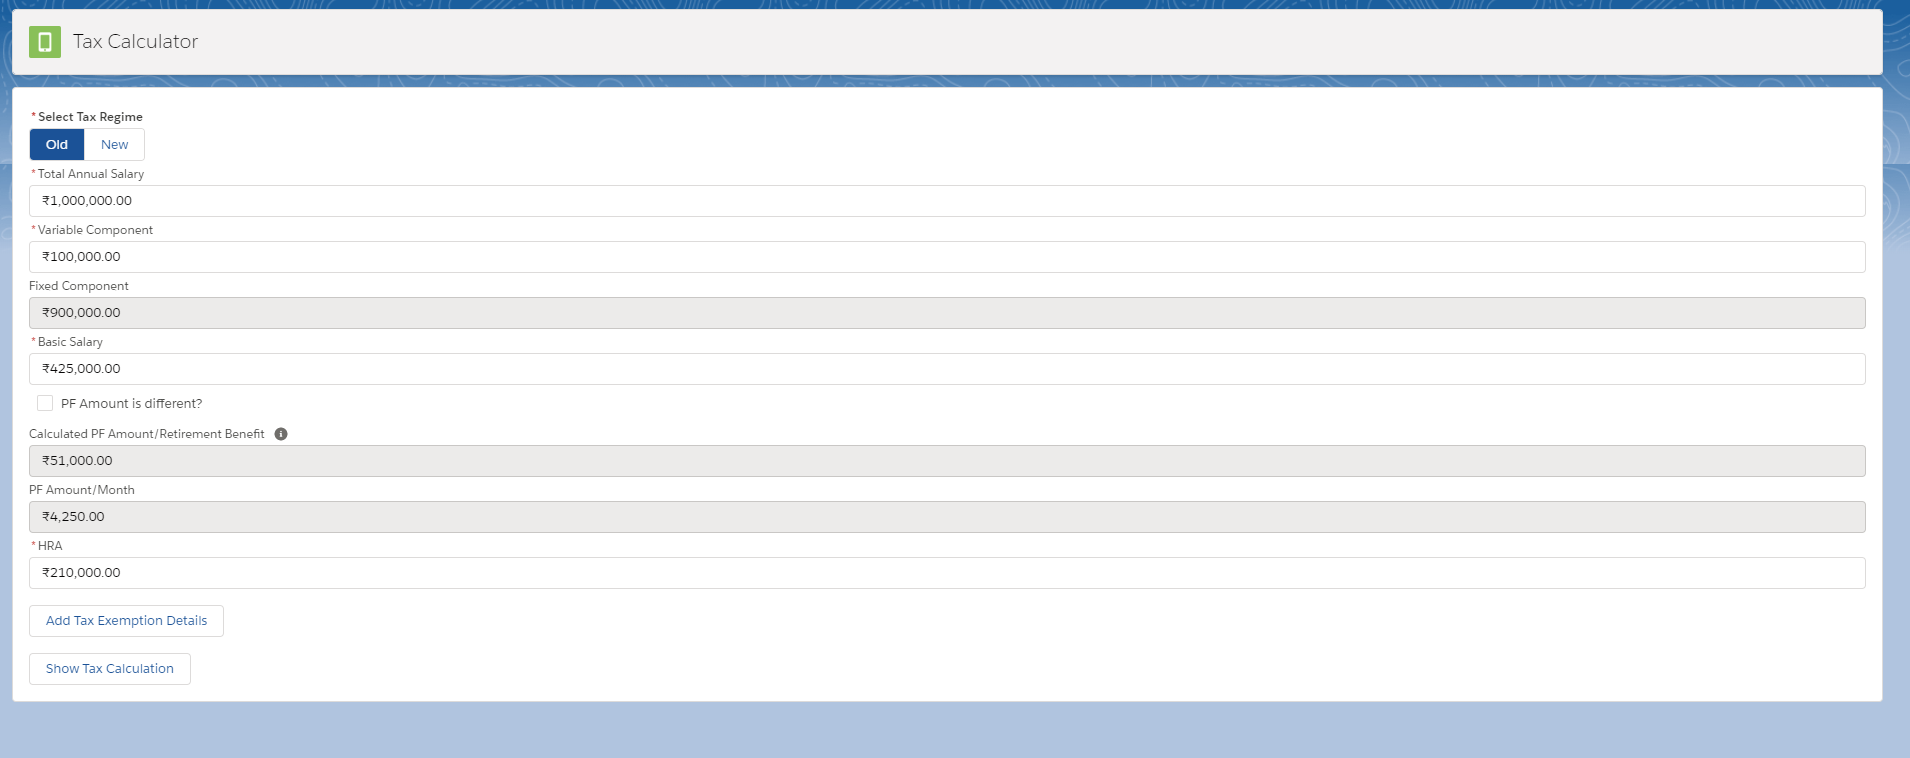 Tax Calculator
*Select Tax Regime
Old New
*Total Annual Salary
₹1,000,000.00
*Variable Component
₹100,000.00
Fixed Component
₹900,000.00
*Basic Salary
₹425,000.00
PF Amount is different?
Calculated PF Amount/Retirement Benefit
₹51,000.00
PF Amount/Month
₹4,250.00
*HRA
₹210,000.00
Add Tax Exemption Details
Show Tax Calculation